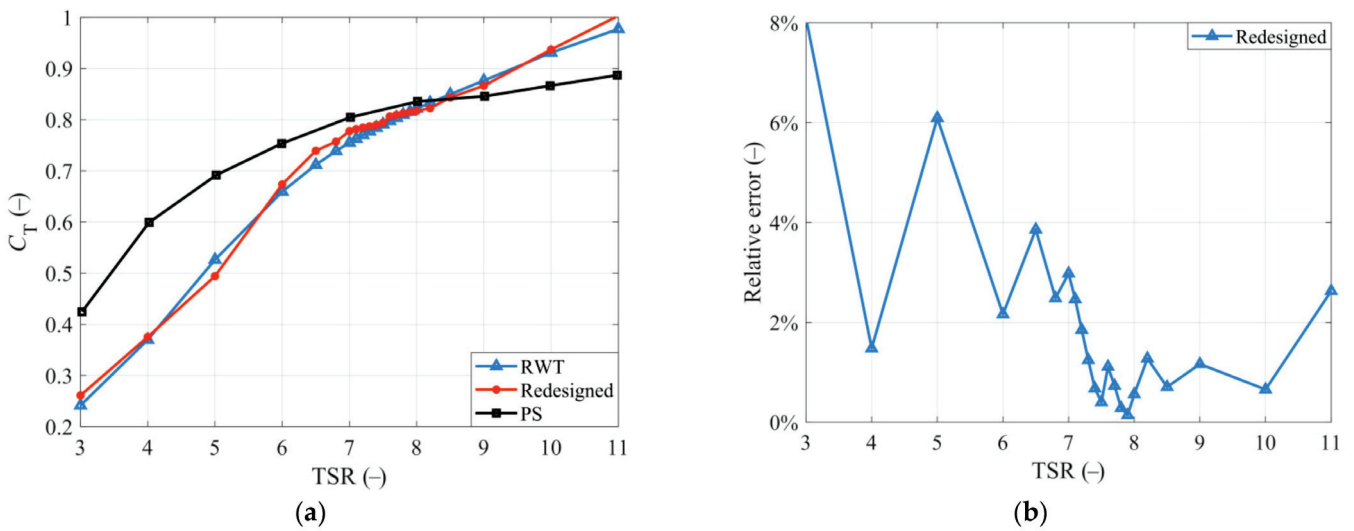 1
0.9
0.8
0.7
0.6
0.5
0.4
0.3
0.2
C_T (–)
3 4 5 6 7 8 9 10 11
TSR (–)
RWT
Redesigned
PS
(a)
8%
6%
4%
2%
0%
Relative error (–)
3 4 5 6 7 8 9 10 11
TSR (–)
Redesigned
(b)